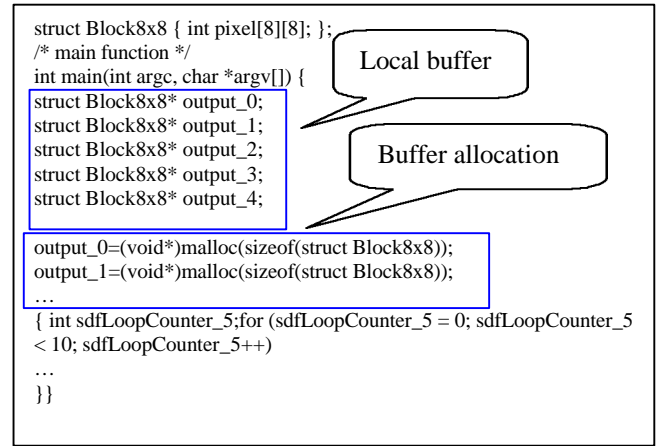 struct Block8x8 { int pixel[8][8]; };
/* main function */
int main(int argc, char *argv[]) {
Local buffer
struct Block8x8* output_0;
struct Block8x8* output_1;
struct Block8x8* output_2;
struct Block8x8* output_3;
struct Block8x8* output_4;
Buffer allocation
output_0=(void*)malloc(sizeof(struct Block8x8));
output_1=(void*)malloc(sizeof(struct Block8x8));
…
{ int sdfLoopCounter_5;for (sdfLoopCounter_5 = 0; sdfLoopCounter_5
< 10; sdfLoopCounter_5++)
…
}}